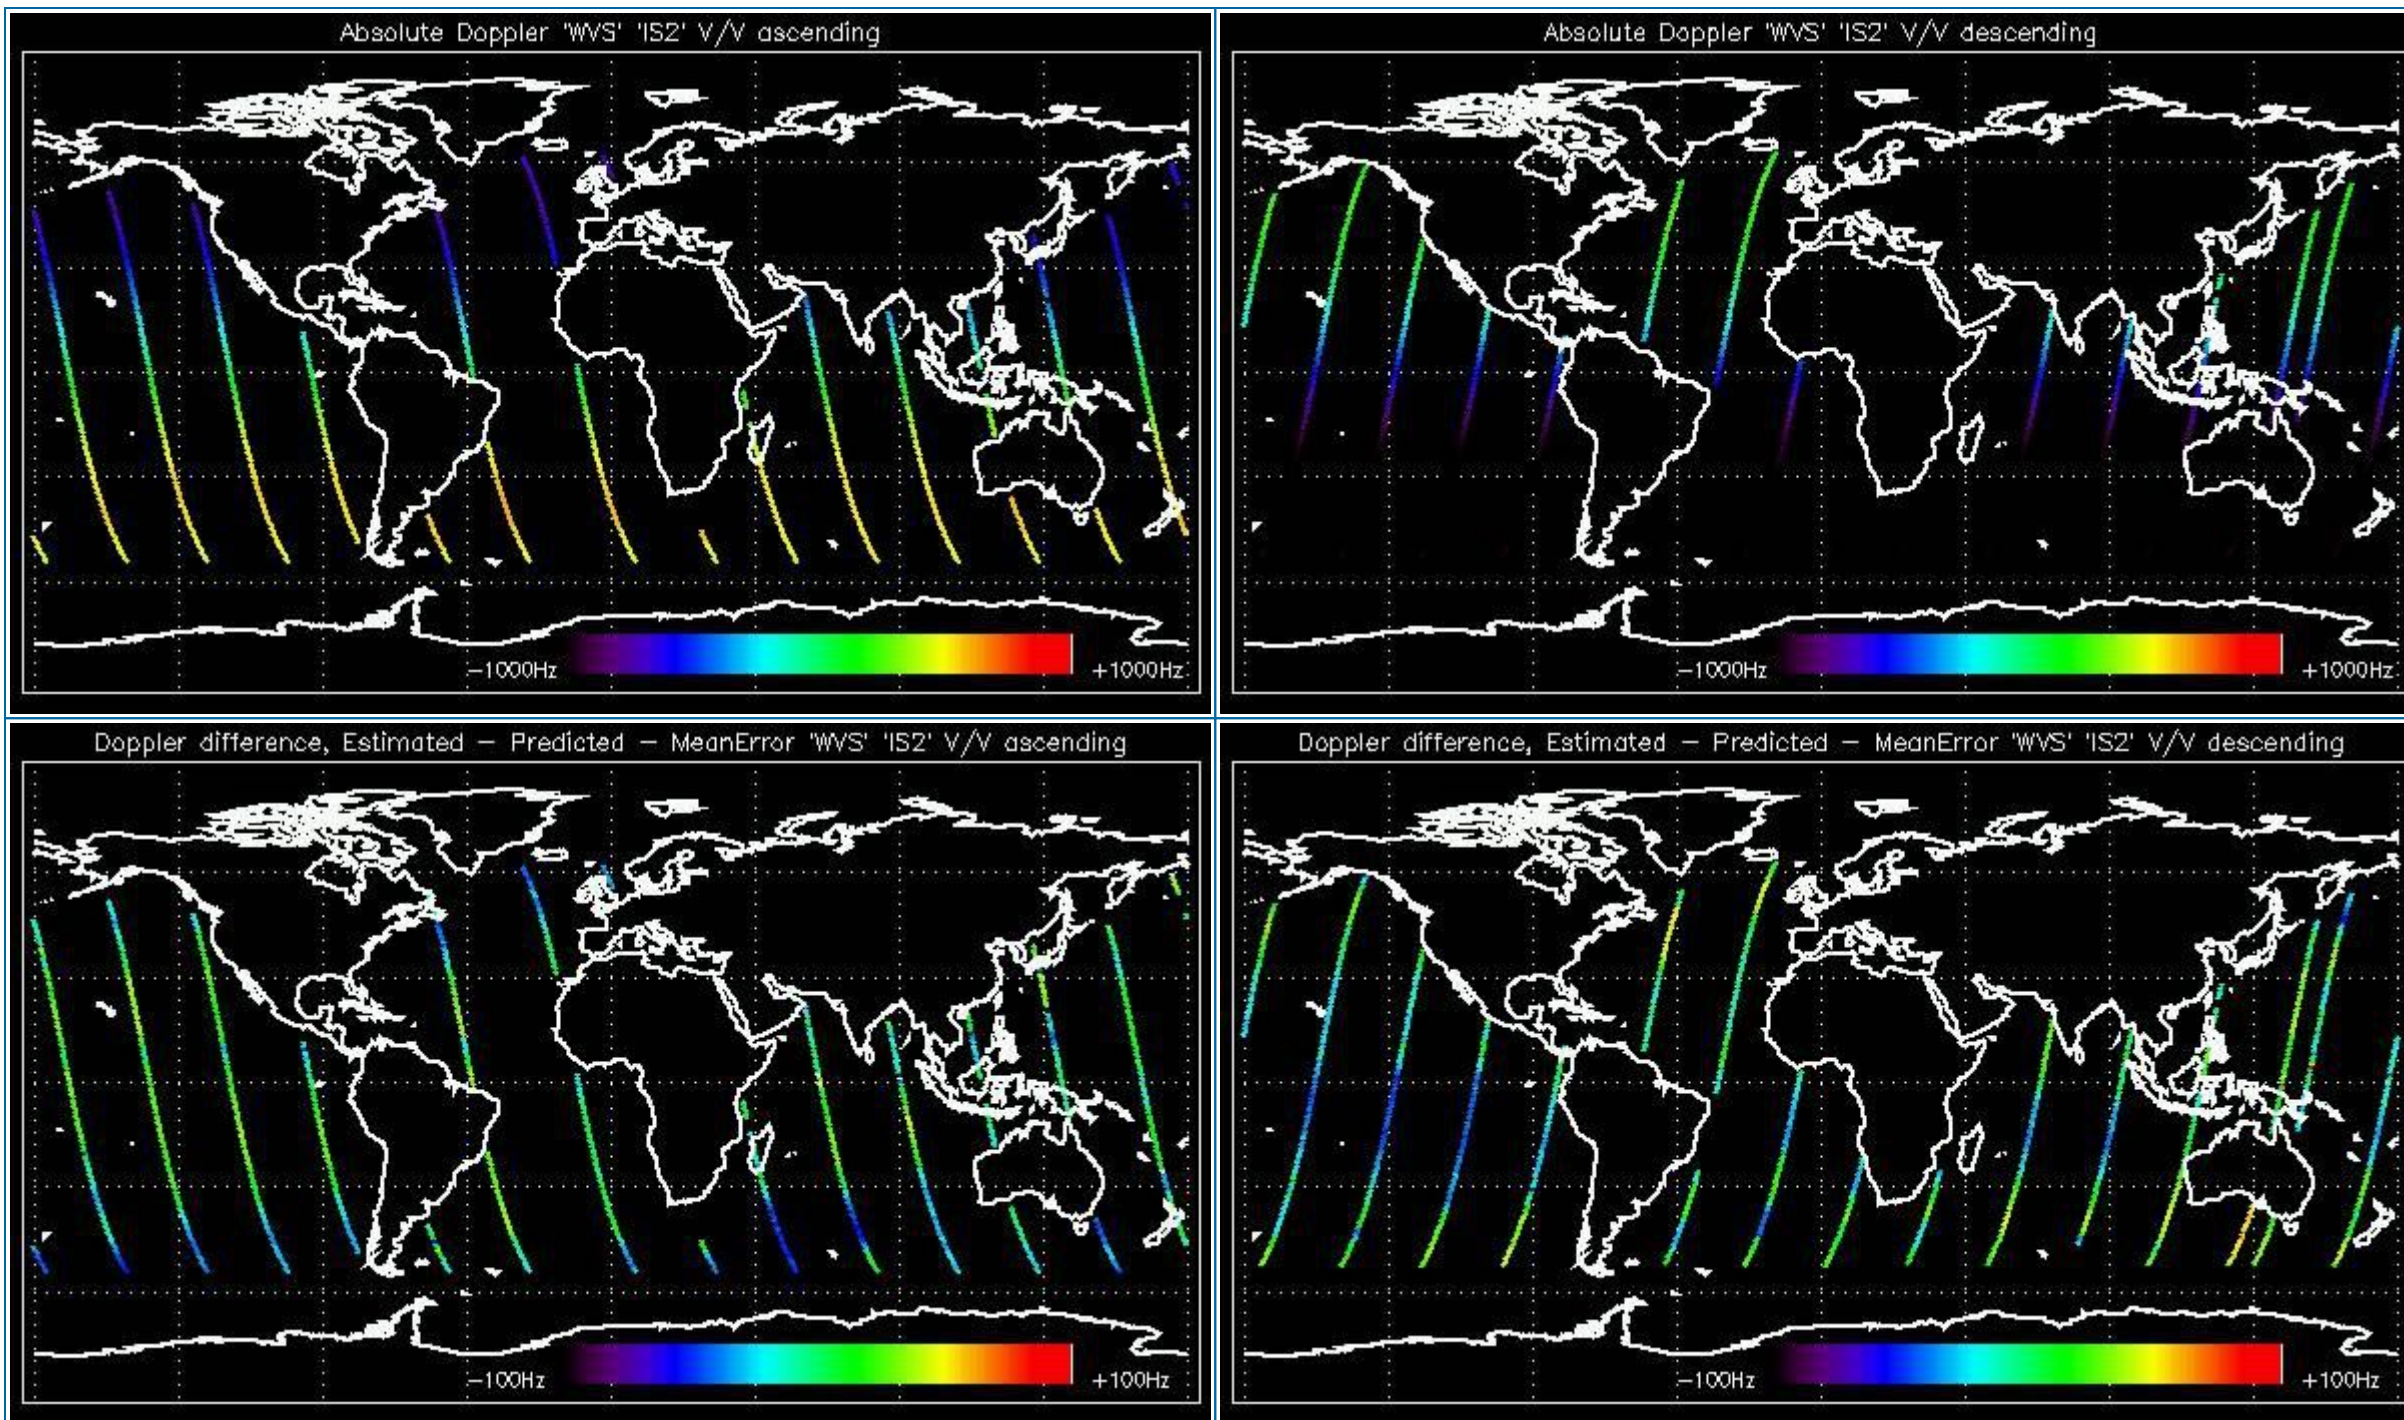 Absolute Doppler 'WVS' 'IS2' V/V ascending
-1000Hz
+1000Hz
Absolute Doppler 'WVS' 'IS2' V/V descending
-1000Hz
+1000Hz
Doppler difference, Estimated - Predicted - MeanError 'WVS' 'IS2' V/V ascending
-100Hz
+100Hz
Doppler difference, Estimated - Predicted - MeanError 'WVS' 'IS2' V/V descending
-100Hz
+100Hz